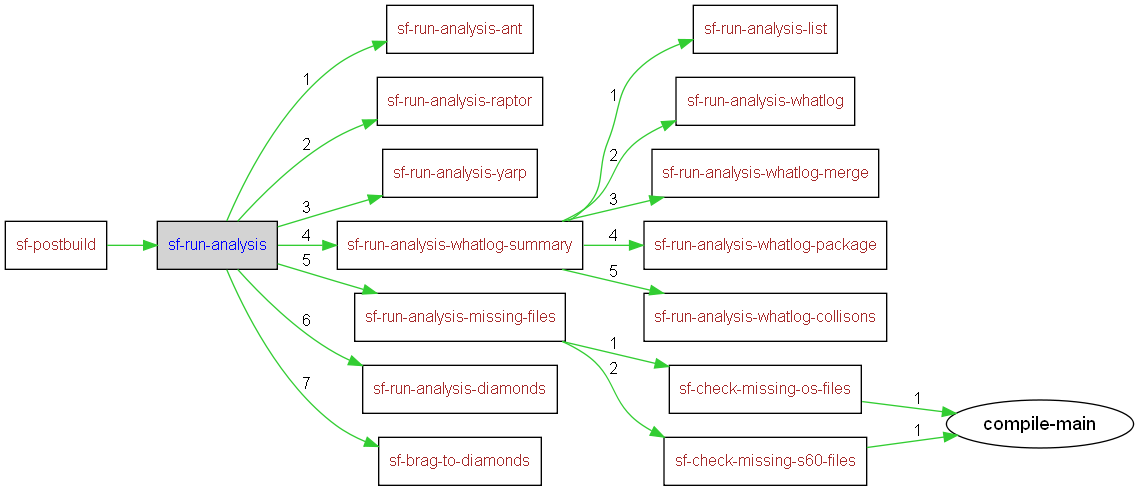 sf-run-analysis-ant
sf-run-analysis-list
1
1
sf-run-analysis-raptor
sf-run-analysis-whatlog
2
2
sf-run-analysis-yarp
sf-run-analysis-whatlog-merge
3
3
sf-postbuild
sf-run-analysis
4
sf-run-analysis-whatlog-summary
4
sf-run-analysis-whatlog-package
5
5
sf-run-analysis-missing-files
sf-run-analysis-whatlog-collisons
6
1
2
sf-run-analysis-diamonds
sf-check-missing-os-files
7
1
compile-main
1
sf-brag-to-diamonds
sf-check-missing-s60-files